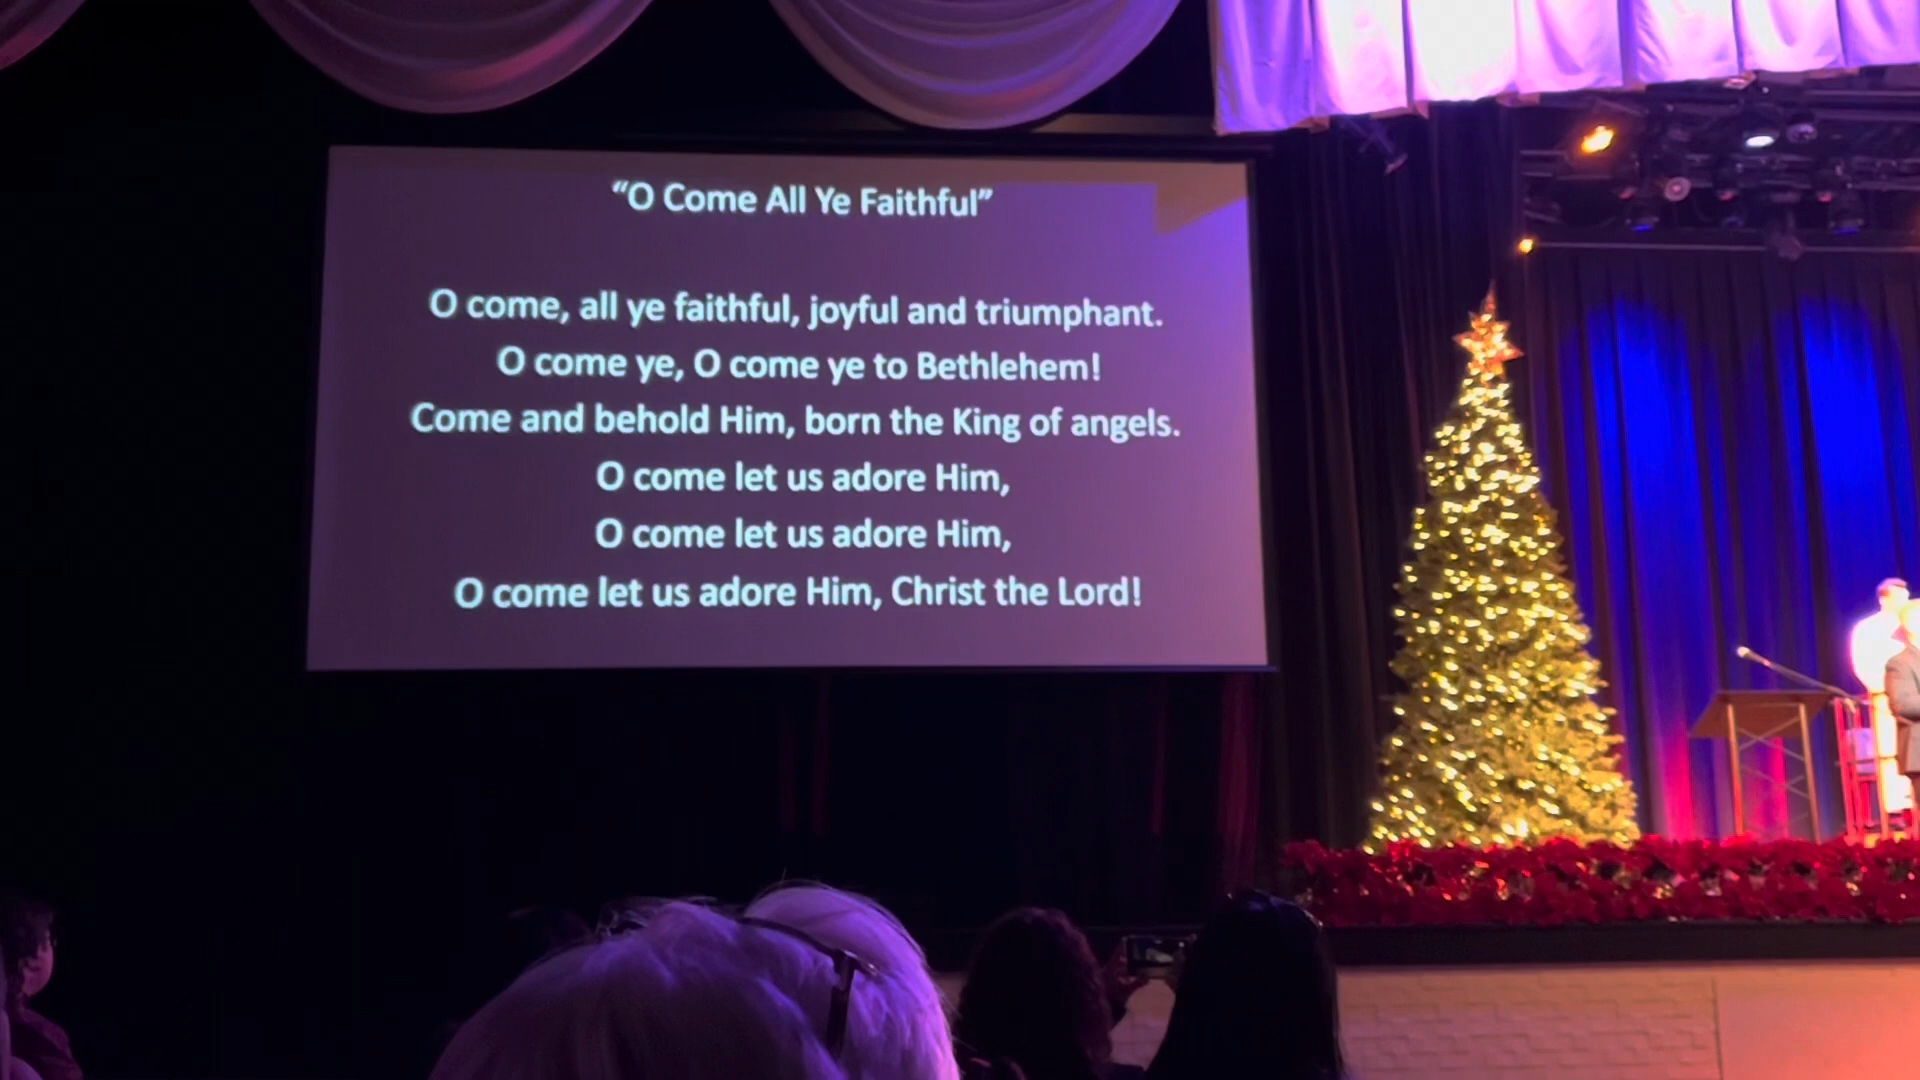 “O Come All Ye Faithful”
O come, all ye faithful, joyful and triumphant.
O come ye, O come ye to Bethlehem!
Come and behold Him, born the King of angels.
O come let us adore Him,
O come let us adore Him,
O come let us adore Him, Christ the Lord!